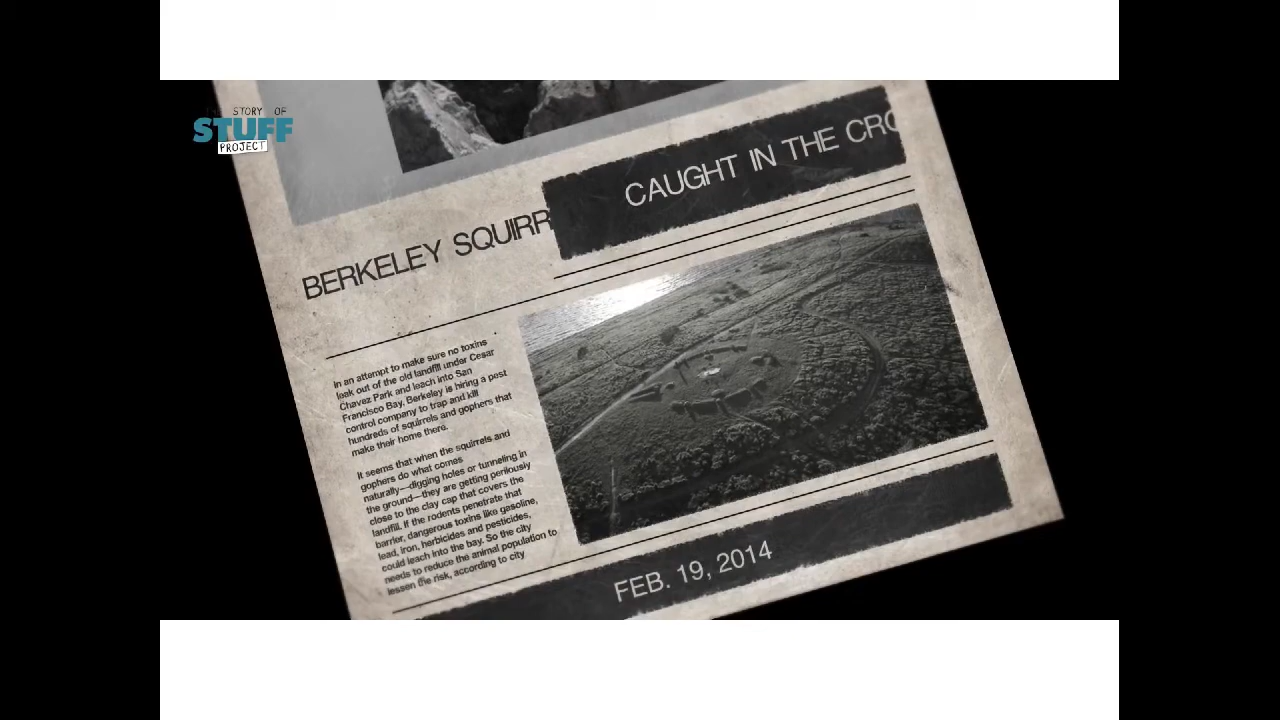 STORY OF
STUFF
PROJECT
CAUGHT IN THE CRO
BERKELEY SQUIRR
In an attempt to make sure no toxins
leak out of the old landfill under Cesar
Chavez Park and leach into San
Francisco Bay, Berkeley is hiring a pest
control company to trap and kill
hundreds of squirrels and gophers that
make their home there.
It seems that when the squirrels and
gophers do what comes
naturally—digging holes or tunneling in
the ground—they are getting perilously
close to the clay cap that covers the
landfill. If the rodents penetrate that
barrier, dangerous toxins like gasoline,
lead, iron, herbicides and pesticides,
could leach into the bay. So the city
needs to reduce the animal population to
lessen the risk, according to city
FEB. 19, 2014